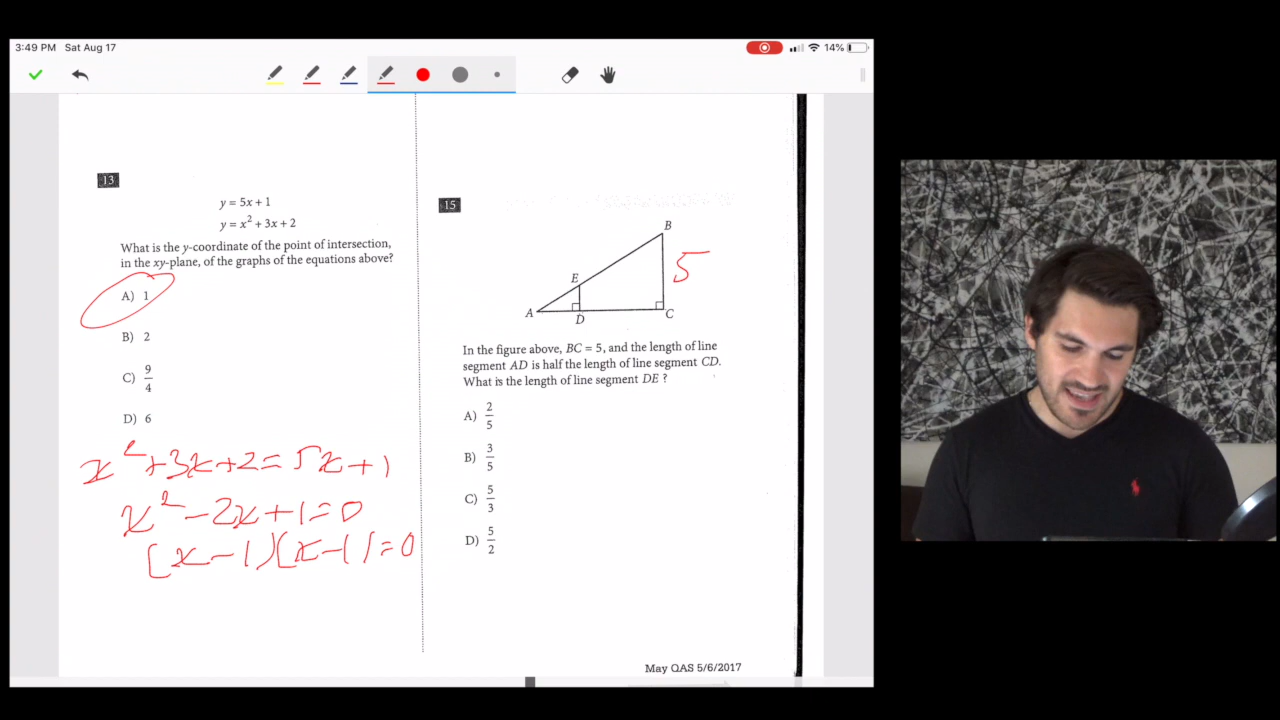 3:49 PM Sat Aug 17
14%
13
y = 5x + 1
y = x² + 3x + 2
What is the y-coordinate of the point of intersection,
in the xy-plane, of the graphs of the equations above?
A) 1
B) 2
C) 9/4
D) 6
x² + 3x + 2 = 5x + 1
x² - 2x + 1 = 0
(x - 1)(x - 1) = 0
15
B
5
E
A
D
C
In the figure above, BC = 5, and the length of line
segment AD is half the length of line segment CD.
What is the length of line segment DE ?
A) 2/5
B) 3/5
C) 5/3
D) 5/2
May QAS 5/6/2017